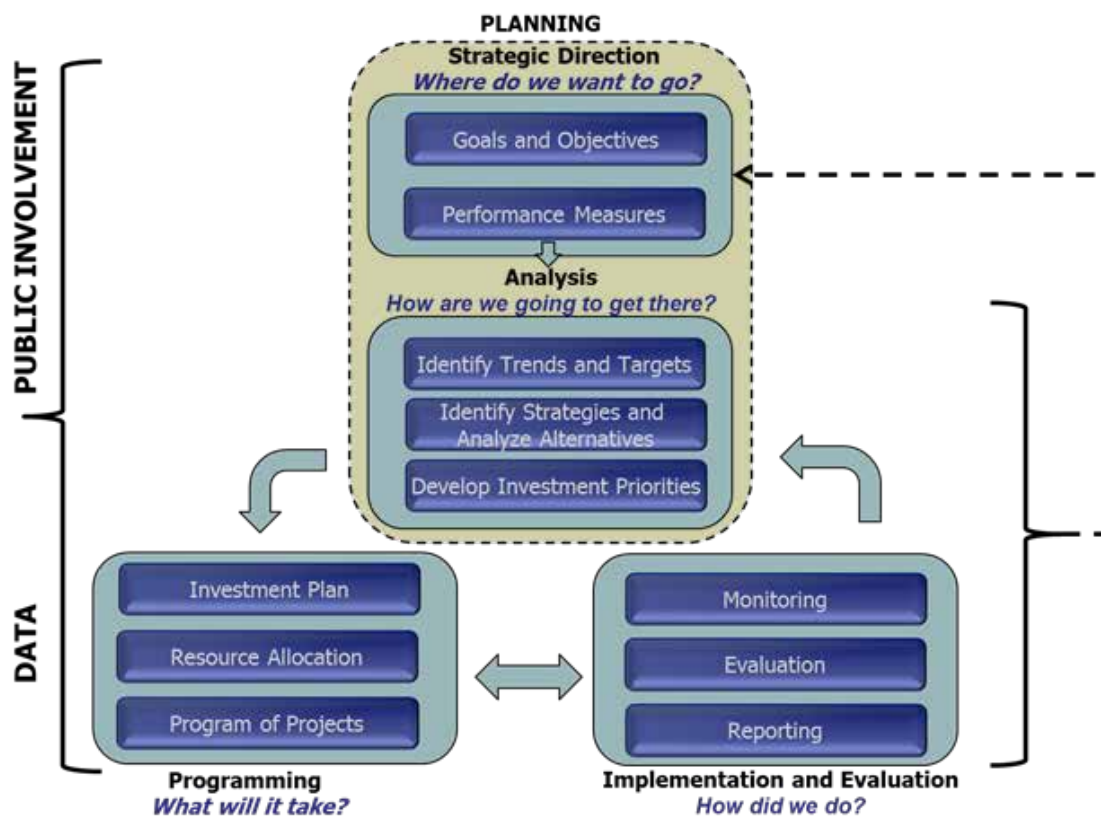 PLANNING
Strategic Direction
Where do we want to go?
Goals and Objectives
Performance Measures
Analysis
How are we going to get there?
Identify Trends and Targets
Identify Strategies and
Analyze Alternatives
Develop Investment Priorities
PUBLIC INVOLVEMENT
DATA
Investment Plan
Resource Allocation
Program of Projects
Programming
What will it take?
Monitoring
Evaluation
Reporting
Implementation and Evaluation
How did we do?